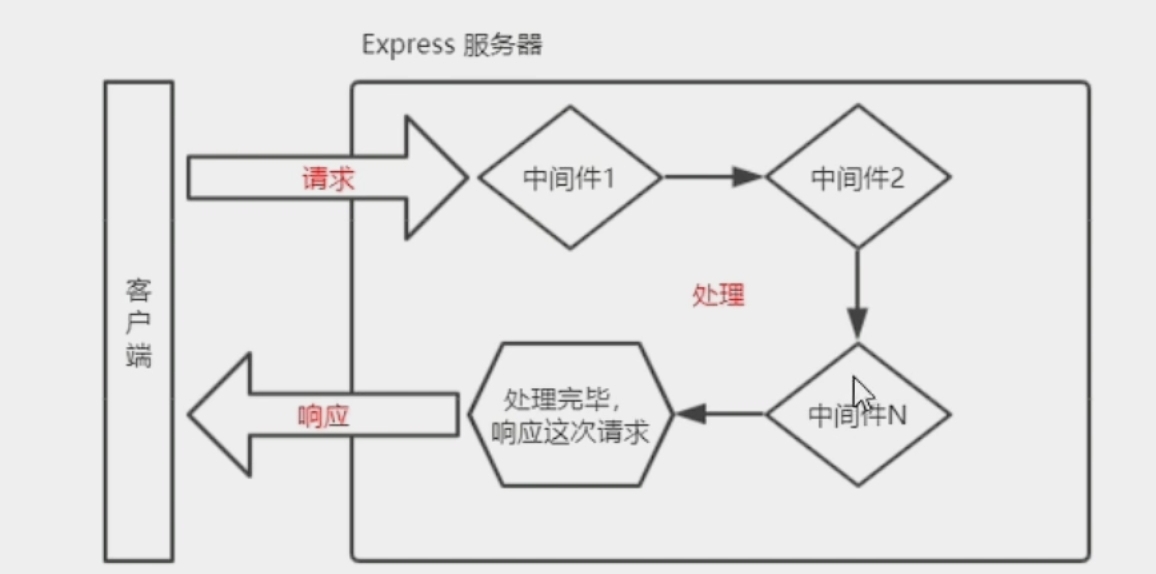 Express 服务器
请求
中间件1
中间件2
客
户
端
处理
响应
处理完毕，
响应这次请求
中间件N